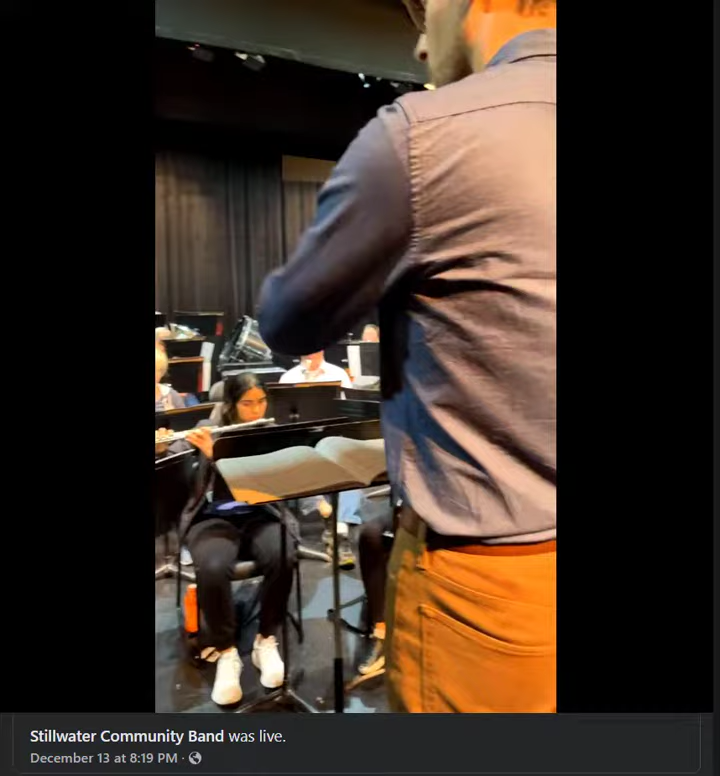 Stillwater Community Band was live.
December 13 at 8:19 PM ·